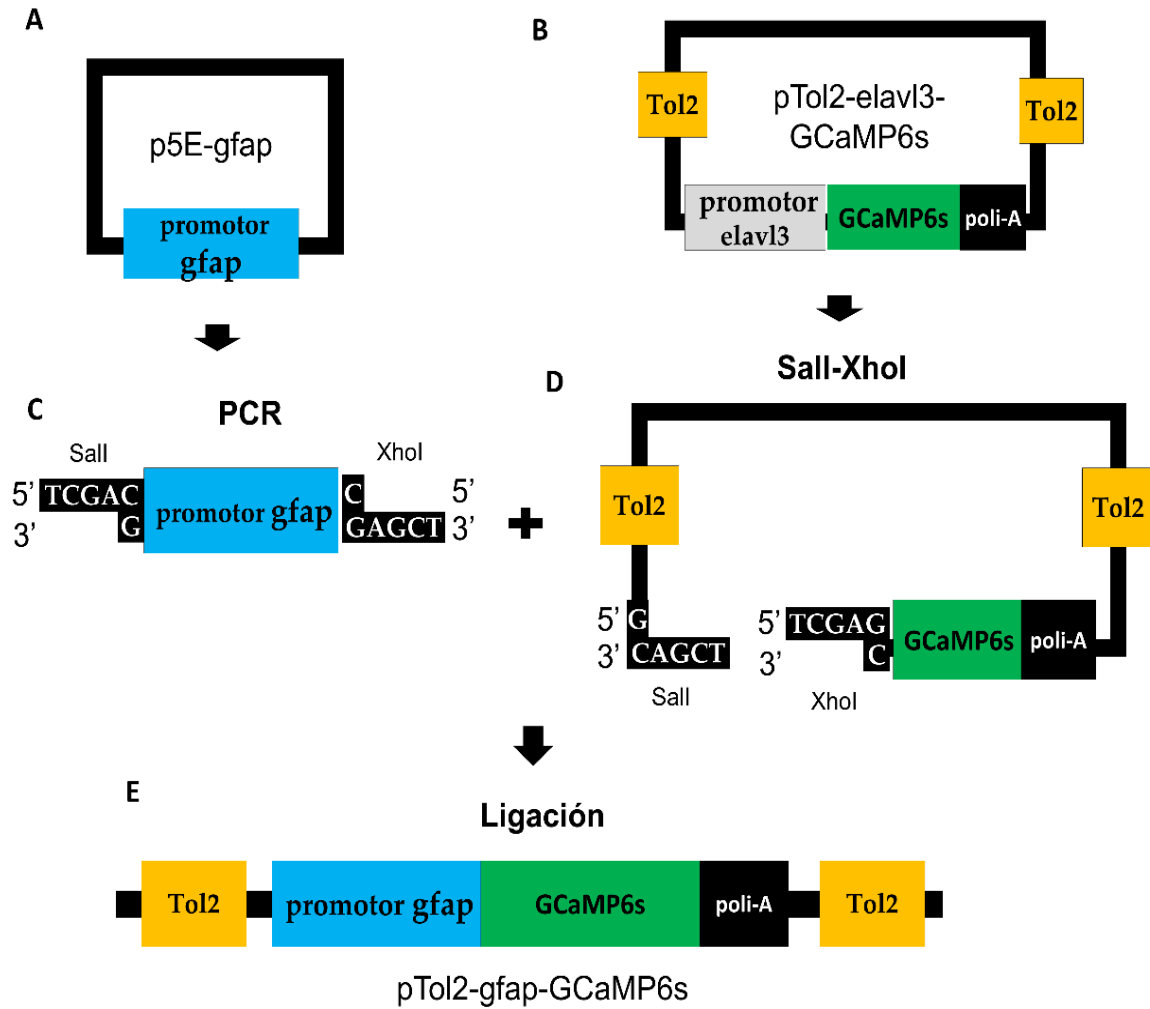 A
p5E-gfap
promotor
gfap
B
Tol2
pTol2-elavl3-
GCaMP6s
Tol2
promotor
elavl3
GCaMP6s
poli-A
C
PCR
SalI
XhoI
5’ TCGAC
3’ G
promotor gfap
C 5’
GAGCT 3’
+
SalI-XhoI
D
Tol2
Tol2
5’ G
3’ CAGCT
SalI
5’ TCGAG
3’ C
XhoI
GCaMP6s
poli-A
E
Ligación
Tol2
promotor gfap
GCaMP6s
poli-A
Tol2
pTol2-gfap-GCaMP6s